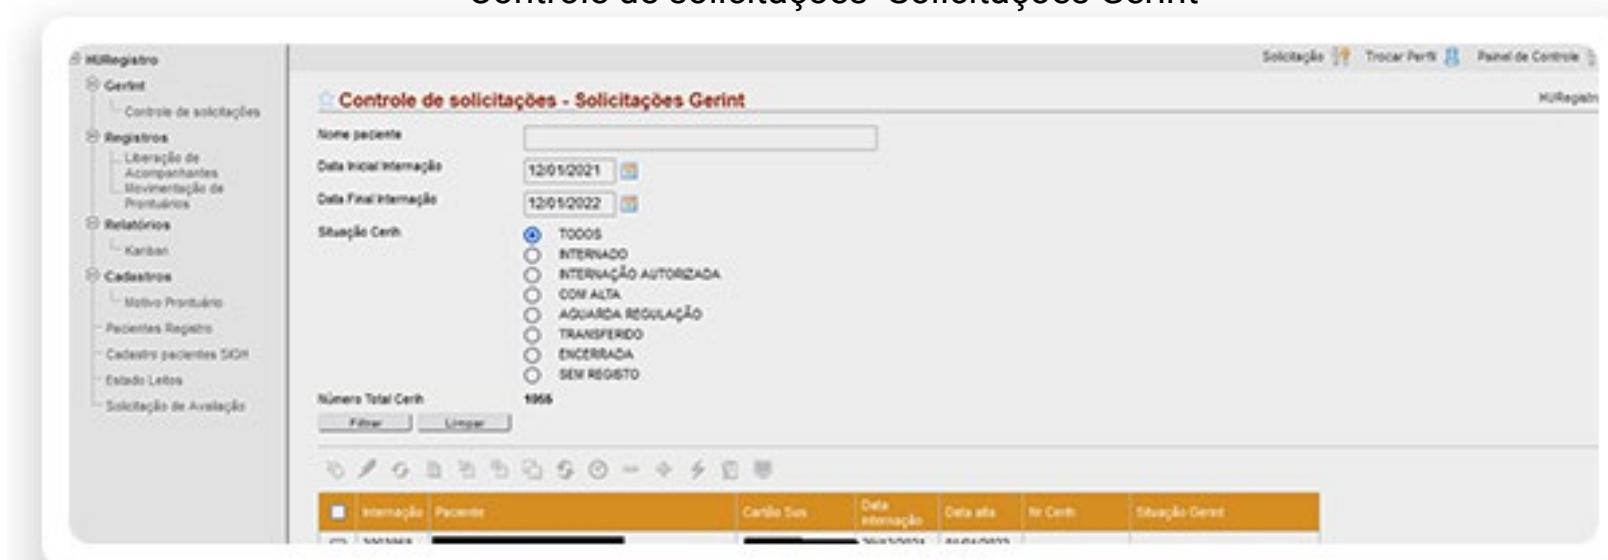 Controle de solicitações Solicitações Gerint
HURegistro
Gerint
Controle de solicitações
Registros
Liberação de
Acompanhantes
Movimentação de
Prontuários
Relatórios
Kanban
Cadastros
Motivo Prontuário
Pacientes Registro
Cadastro pacientes SIGH
Estado Leitos
Solicitação de Avaliação
Solicitação Trocar Perfil Painel de Controle
Controle de solicitações - Solicitações Gerint
HURegistr
Nome paciente
Data Inicial Internação 12/01/2021
Data Final Internação 12/01/2022
Situação Cerih
TODOS
INTERNADO
INTERNAÇÃO AUTORIZADA
COM ALTA
AGUARDA REGULAÇÃO
TRANSFERIDO
ENCERRADA
SEM REGISTO
Número Total Cerih 1055
Filtrar Limpar
Internação Paciente Cartão Sus Data internação Data alta Nr Cerih Situação Gerint